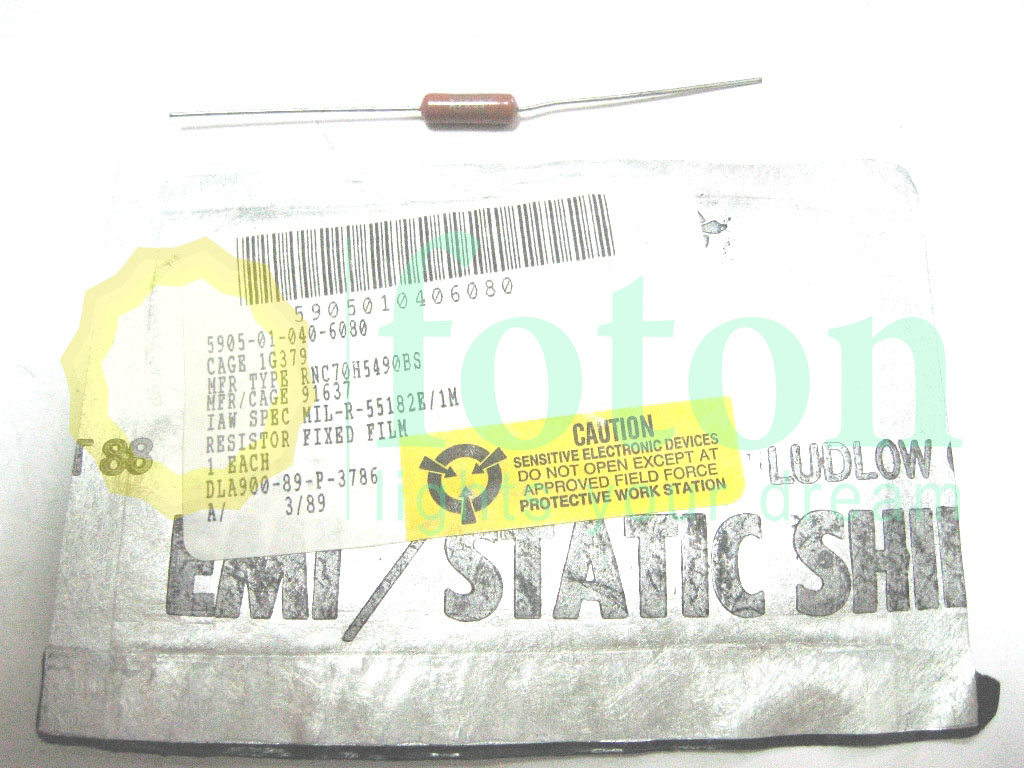 5905010406080
5905-01-040-6080
CAGE 1G379
MFR TYPE RNC70H5490BS
MFR/CAGE 91637
IAW SPEC MIL-R-55182E/1M
RESISTOR FIXED FILM
1 EACH
DLA900-89-P-3786
A/ 3/89
CAUTION
SENSITIVE ELECTRONIC DEVICES
DO NOT OPEN EXCEPT AT
APPROVED FIELD FORCE
PROTECTIVE WORK STATION
foton
lights your dream
T 88
LUDLOW
EMI/STATIC SHI